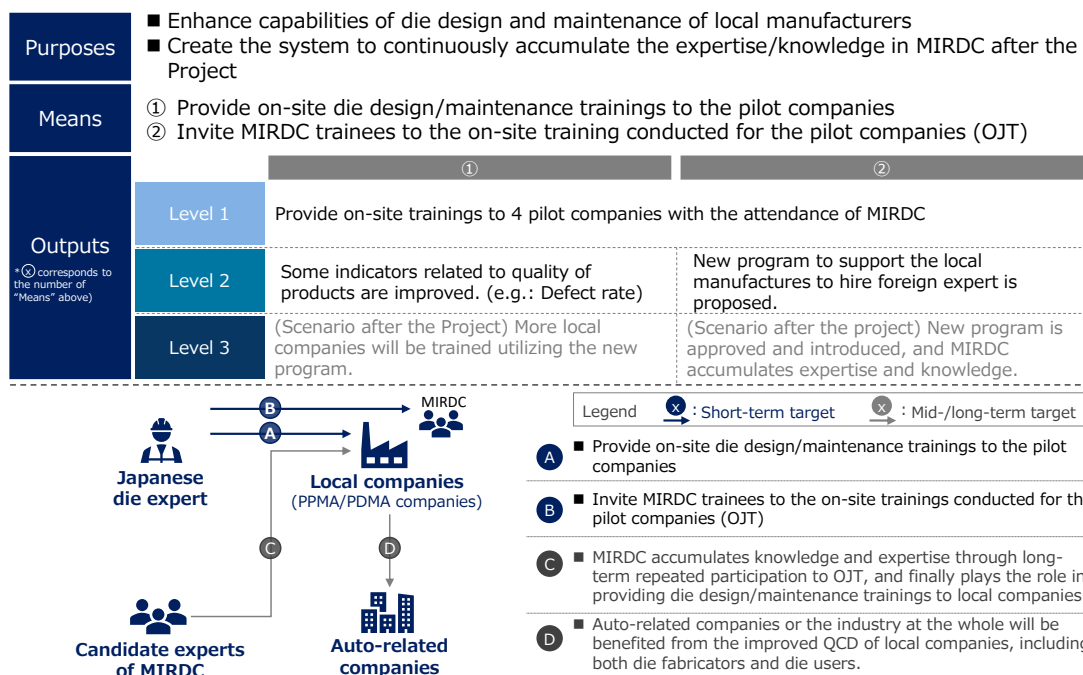 Purposes
■ Enhance capabilities of die design and maintenance of local manufacturers
■ Create the system to continuously accumulate the expertise/knowledge in MIRDC after the
Project
Means
① Provide on-site die design/maintenance trainings to the pilot companies
② Invite MIRDC trainees to the on-site training conducted for the pilot companies (OJT)
Outputs
*ⓧ corresponds to
the number of
"Means" above)
①
②
Level 1
Provide on-site trainings to 4 pilot companies with the attendance of MIRDC
Level 2
Some indicators related to quality of
products are improved. (e.g.: Defect rate)
New program to support the local
manufactures to hire foreign expert is
proposed.
Level 3
(Scenario after the Project) More local
companies will be trained utilizing the new
program.
(Scenario after the project) New program is
approved and introduced, and MIRDC
accumulates expertise and knowledge.
B
A
MIRDC
Japanese
die expert
Local companies
(PPMA/PDMA companies)
C
D
Candidate experts
of MIRDC
Auto-related
companies
Legend
X : Short-term target
X : Mid-/long-term target
A
■ Provide on-site die design/maintenance trainings to the pilot
companies
B
■ Invite MIRDC trainees to the on-site trainings conducted for th
pilot companies (OJT)
C
■ MIRDC accumulates knowledge and expertise through long-
term repeated participation to OJT, and finally plays the role in
providing die design/maintenance trainings to local companies
D
■ Auto-related companies or the industry at the whole will be
benefited from the improved QCD of local companies, including
both die fabricators and die users.